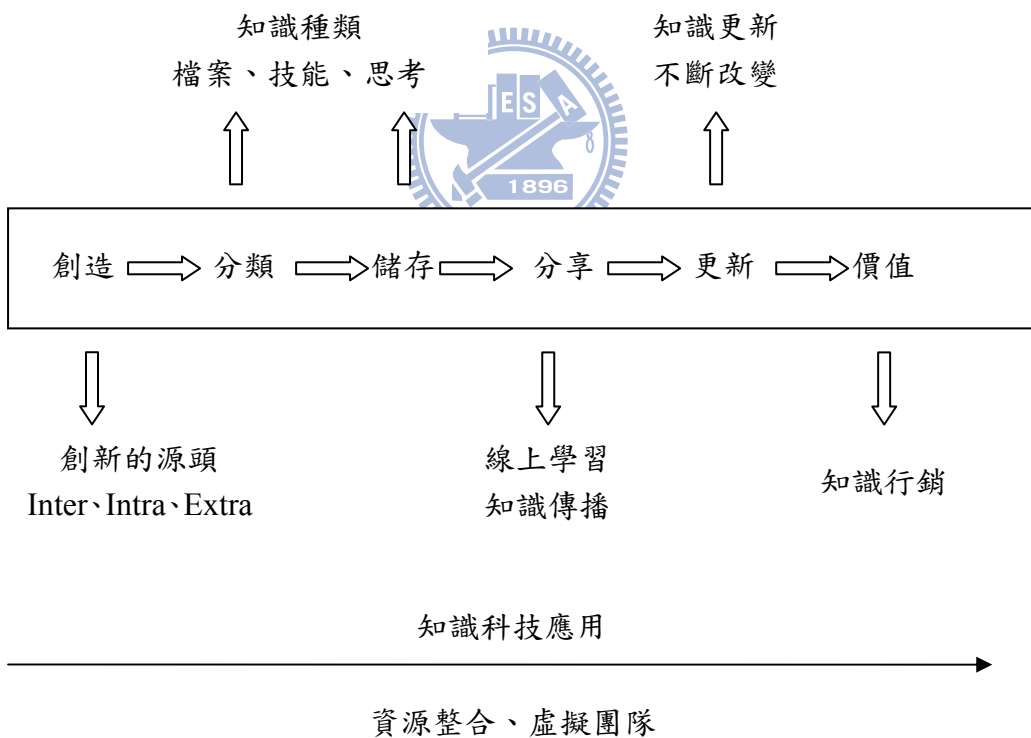 知識種類
檔案、技能、思考
知識更新
不斷改變
E S A
1896
創造 分類 儲存 分享 更新 價值
創新的源頭
Inter、Intra、Extra
線上學習
知識傳播
知識行銷
知識科技應用
資源整合、虛擬團隊